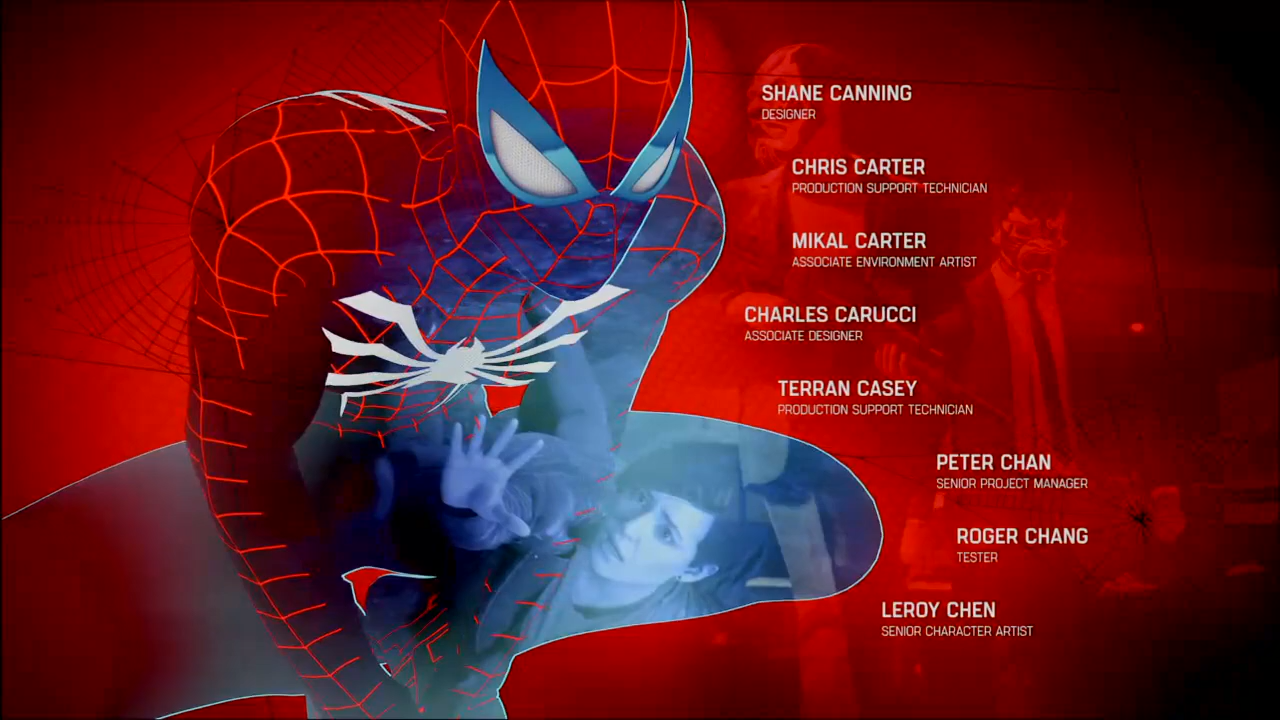 SHANE CANNING
DESIGNER
CHRIS CARTER
PRODUCTION SUPPORT TECHNICIAN
MIKAL CARTER
ASSOCIATE ENVIRONMENT ARTIST
CHARLES CARUCCI
ASSOCIATE DESIGNER
TERRAN CASEY
PRODUCTION SUPPORT TECHNICIAN
PETER CHAN
SENIOR PROJECT MANAGER
ROGER CHANG
TESTER
LEROY CHEN
SENIOR CHARACTER ARTIST